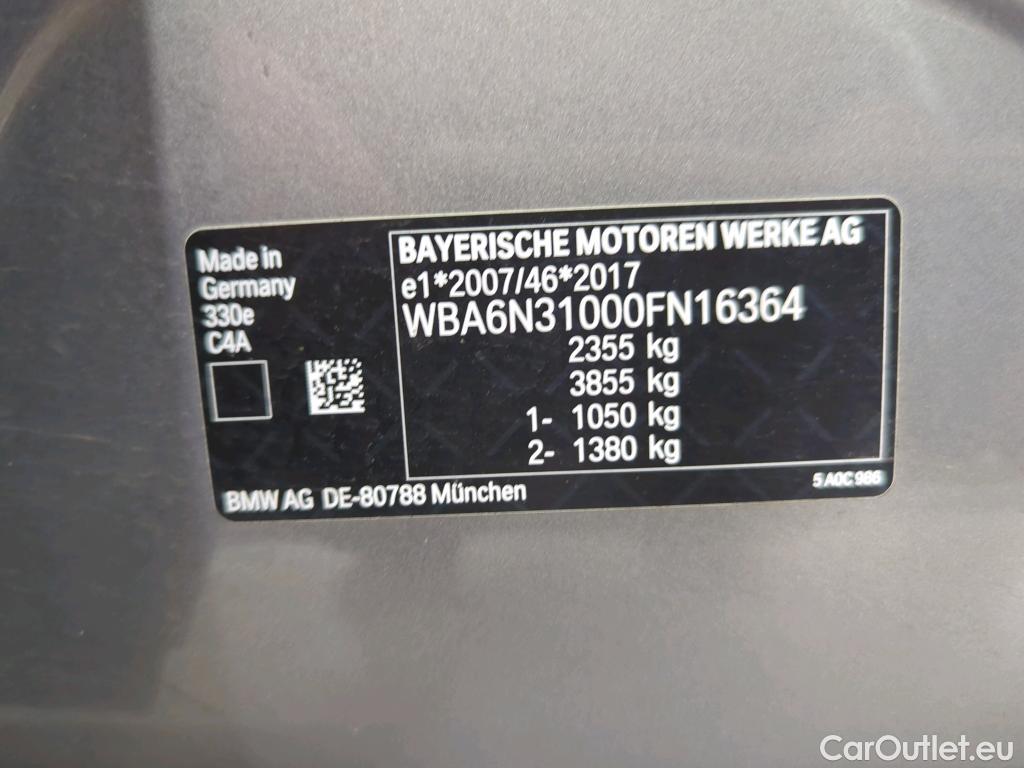 Made in
Germany
330e
C4A
BAYERISCHE MOTOREN WERKE AG
e1*2007/46*2017
WBA6N31000FN16364
2355 kg
3855 kg
1- 1050 kg
2- 1380 kg
BMW AG DE-80788 München
5 A0C 986
CarOutlet.eu